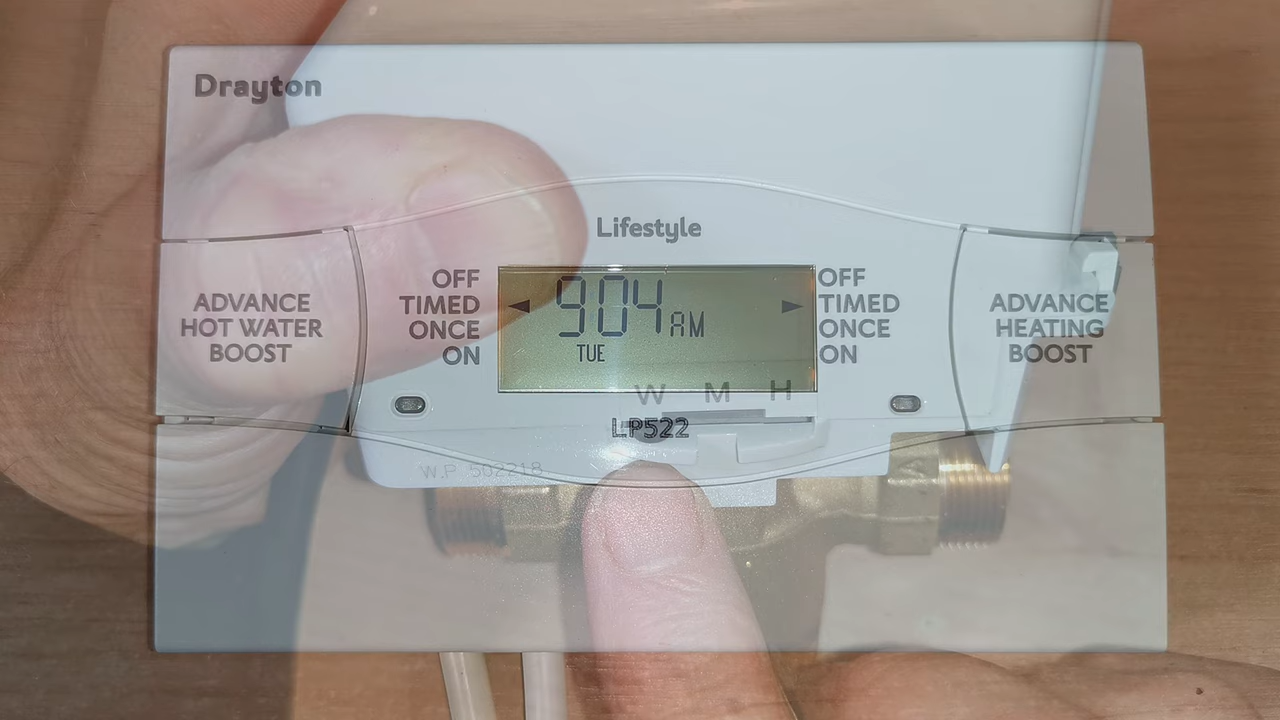 Drayton
Lifestyle
ADVANCE
HOT WATER
BOOST
OFF
TIMED
ONCE
ON
9:04 AM
TUE
OFF
TIMED
ONCE
ON
ADVANCE
HEATING
BOOST
W M H
LP522
W.P. 502218